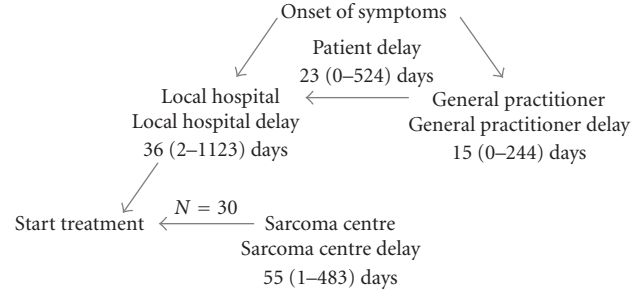 Onset of symptoms
Patient delay
23 (0–524) days
Local hospital
Local hospital delay
36 (2–1123) days
General practitioner
General practitioner delay
15 (0–244) days
Start treatment
N = 30
Sarcoma centre
Sarcoma centre delay
55 (1–483) days